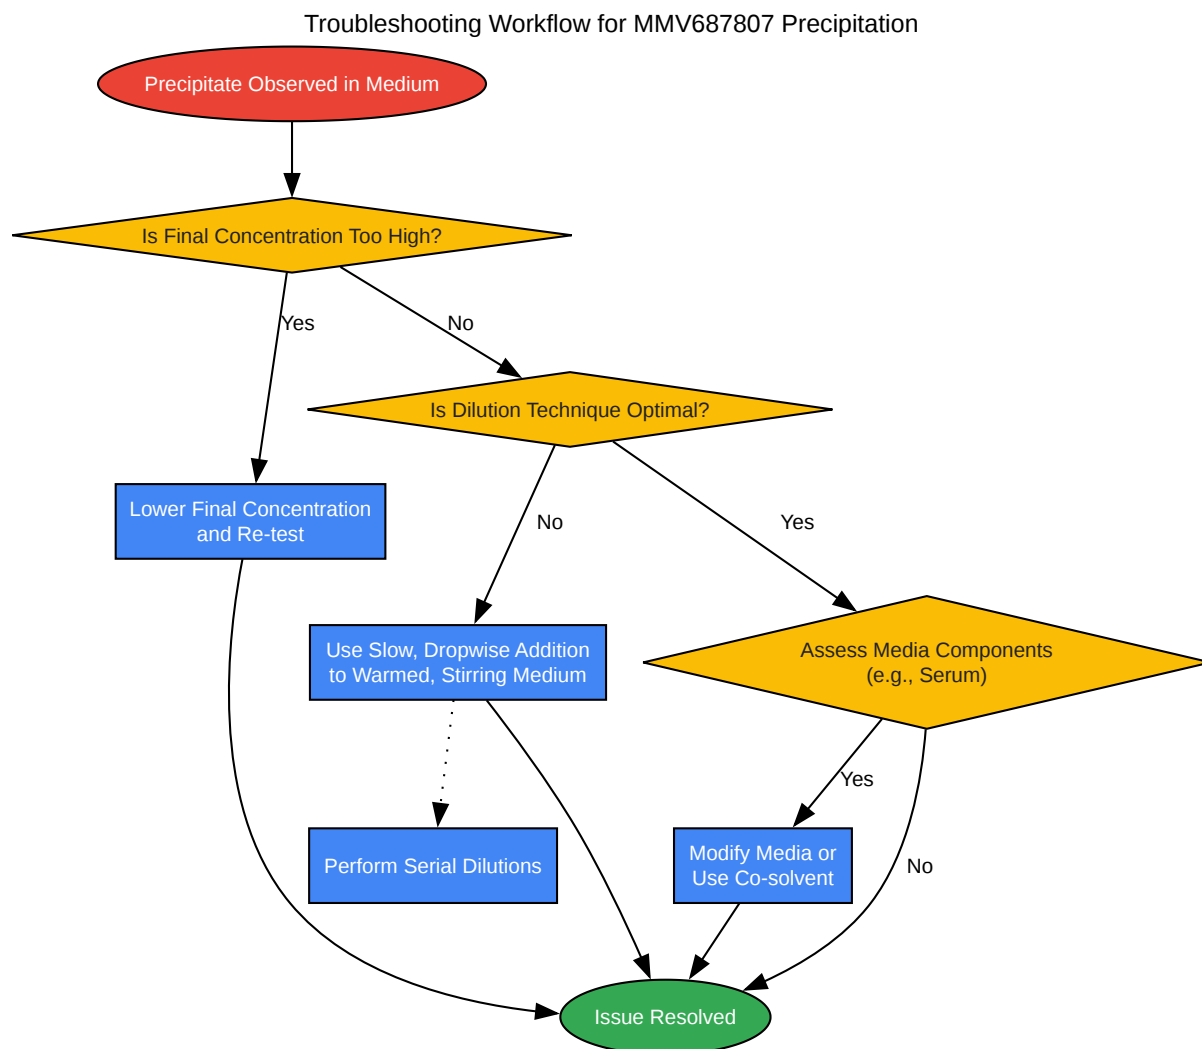 Troubleshooting Workflow for MMV687807 Precipitation
Precipitate Observed in Medium
Is Final Concentration Too High?
Yes
No
Is Dilution Technique Optimal?
Lower Final Concentration
and Re-test
No
Yes
Use Slow, Dropwise Addition
to Warmed, Stirring Medium
Assess Media Components
(e.g., Serum)
Yes
Perform Serial Dilutions
Modify Media or
Use Co-solvent
No
Issue Resolved